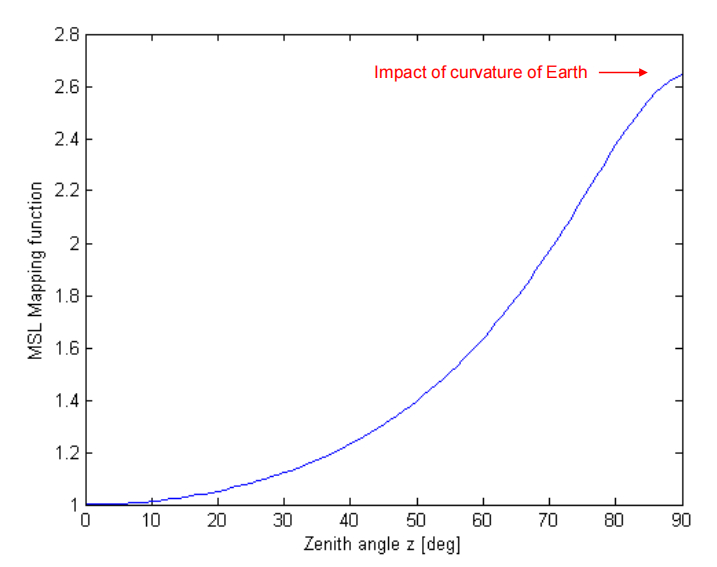 2.8
Impact of curvature of Earth
2.6
2.4
2.2
2
1.8
1.6
1.4
1.2
1
MSL Mapping function
0 10 20 30 40 50 60 70 80 90
Zenith angle z [deg]